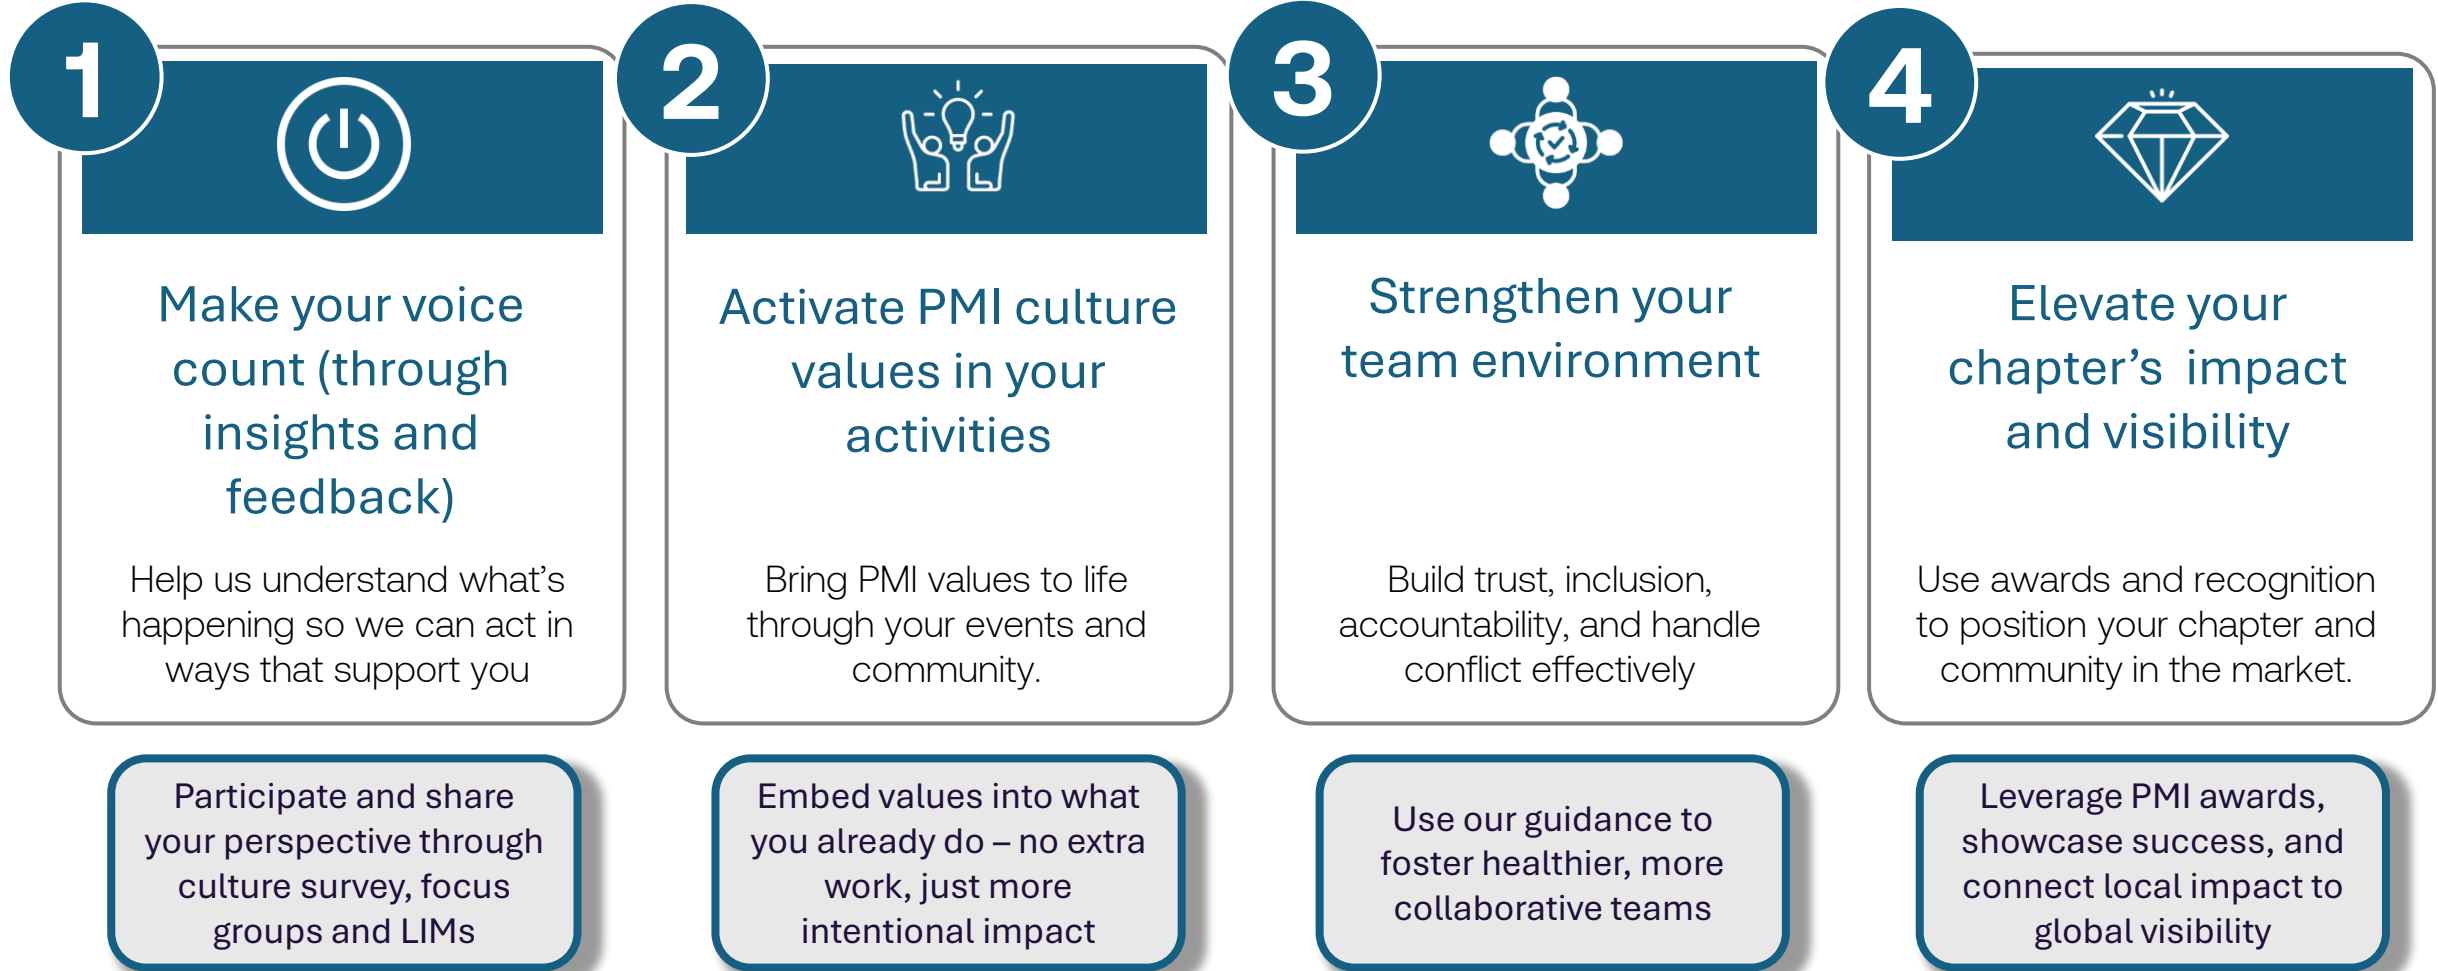 1
Make your voice
count (through
insights and
feedback)
Help us understand what's
happening so we can act in
ways that support you
Participate and share
your perspective through
culture survey, focus
groups and LIMs
2
Activate PMI culture
values in your
activities
Bring PMI values to life
through your events and
community.
Embed values into what
you already do – no extra
work, just more
intentional impact
3
Strengthen your
team environment
Build trust, inclusion,
accountability, and handle
conflict effectively
Use our guidance to
foster healthier, more
collaborative teams
4
Elevate your
chapter's  impact
and visibility
Use awards and recognition
to position your chapter and
community in the market.
Leverage PMI awards,
showcase success, and
connect local impact to
global visibility